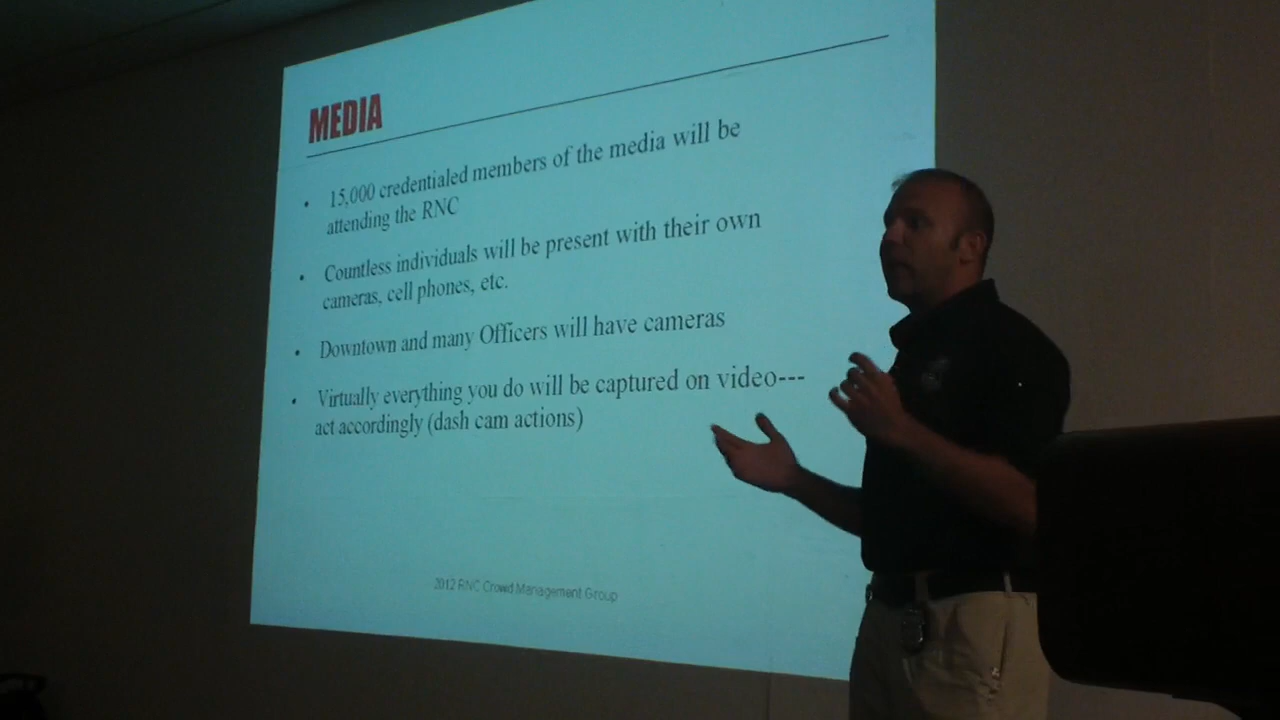 MEDIA
• 15,000 credentialed members of the media will be
attending the RNC
• Countless individuals will be present with their own
cameras, cell phones, etc.
• Downtown and many Officers will have cameras
• Virtually everything you do will be captured on video---
act accordingly (dash cam actions)
2012 RNC Crowd Management Group